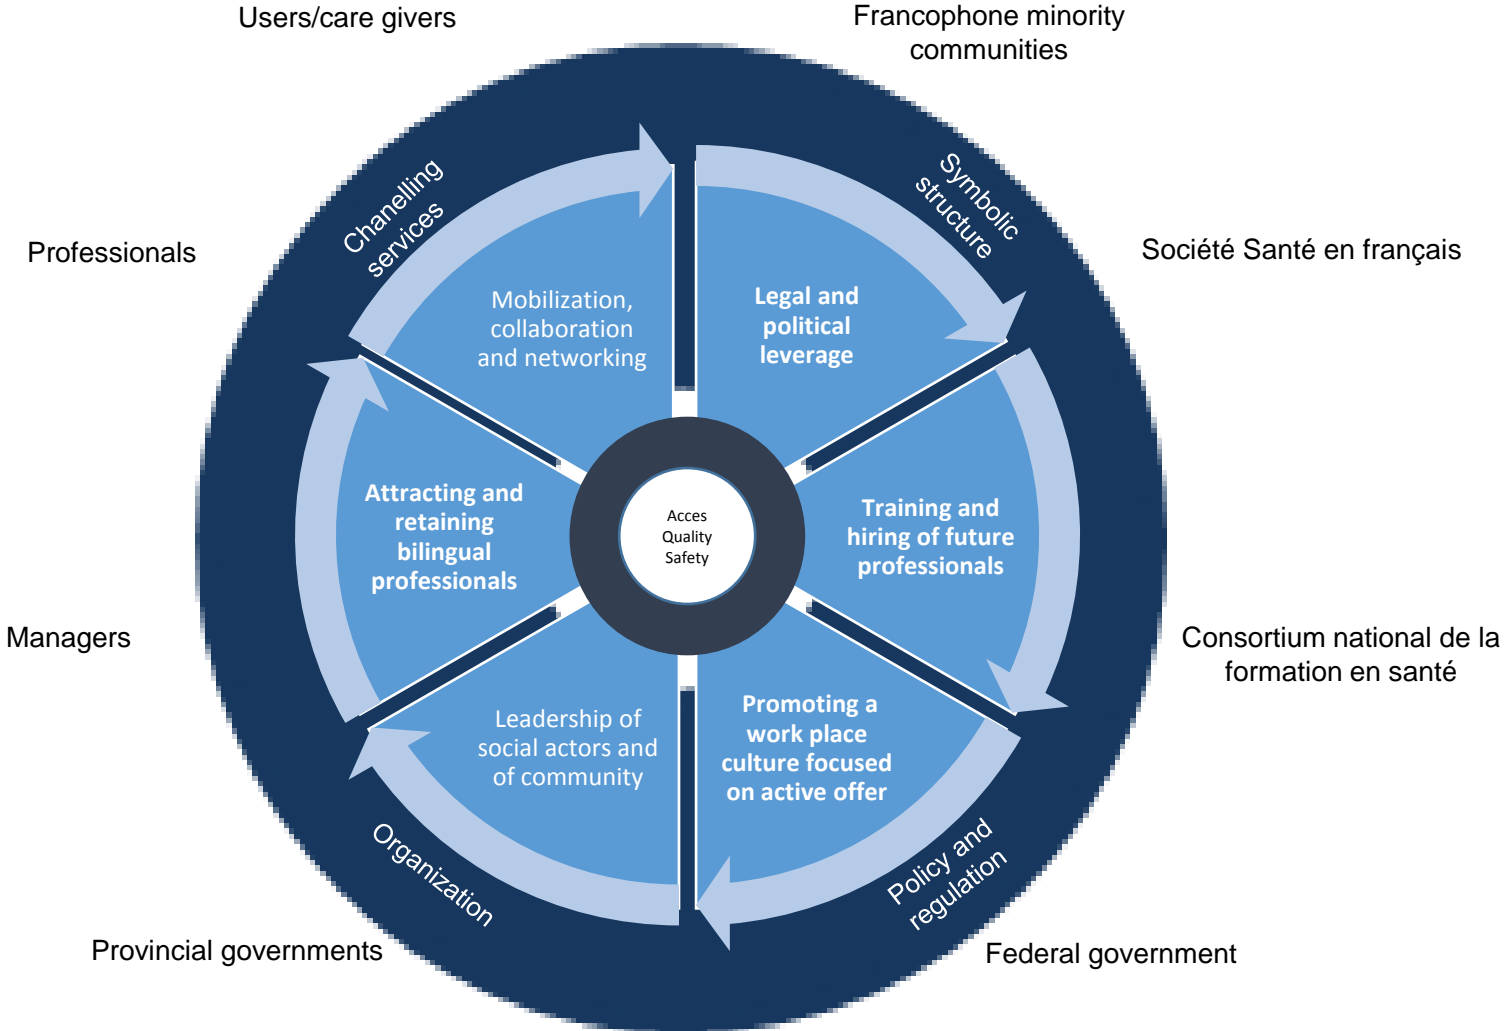 Users/care givers
Francophone minority
communities
Chanelling
services
Symbolic
structure
Professionals
Société Santé en français
Mobilization,
collaboration
and networking
Legal and
political
leverage
Attracting and
retaining
bilingual
professionals
Acces
Quality
Safety
Training and
hiring of future
professionals
Managers
Consortium national de la
formation en santé
Leadership of
social actors and
of community
Promoting a
work place
culture focused
on active offer
Organization
Policy and
regulation
Provincial governments
Federal government